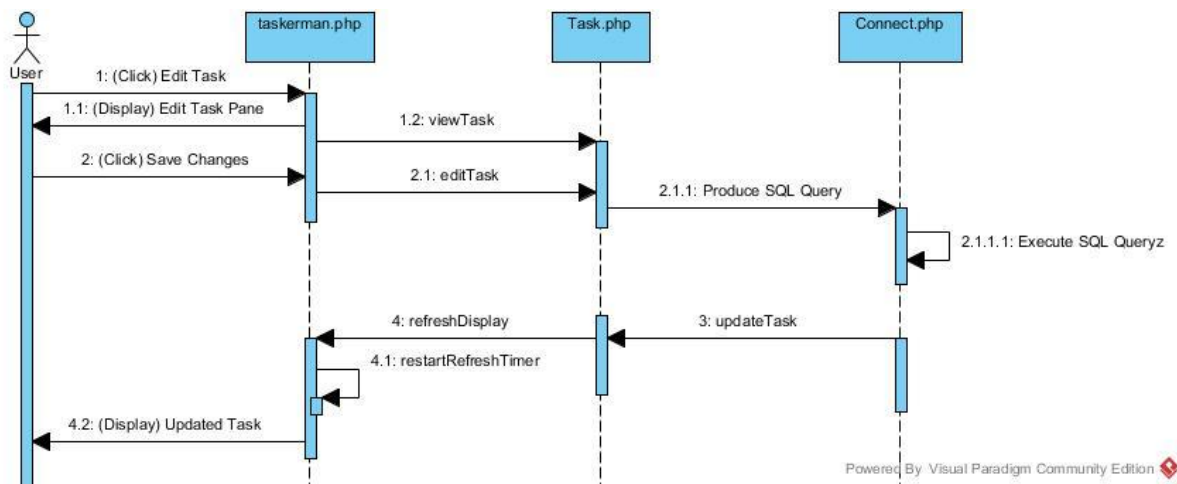 taskerman.php
Task.php
Connect.php
User
1: (Click) Edit Task
1.1: (Display) Edit Task Pane
1.2: viewTask
2: (Click) Save Changes
2.1: editTask
2.1.1: Produce SQL Query
2.1.1.1: Execute SQL Queryz
4: refreshDisplay
3: updateTask
4.1: restartRefreshTimer
4.2: (Display) Updated Task
Powered By Visual Paradigm Community Edition